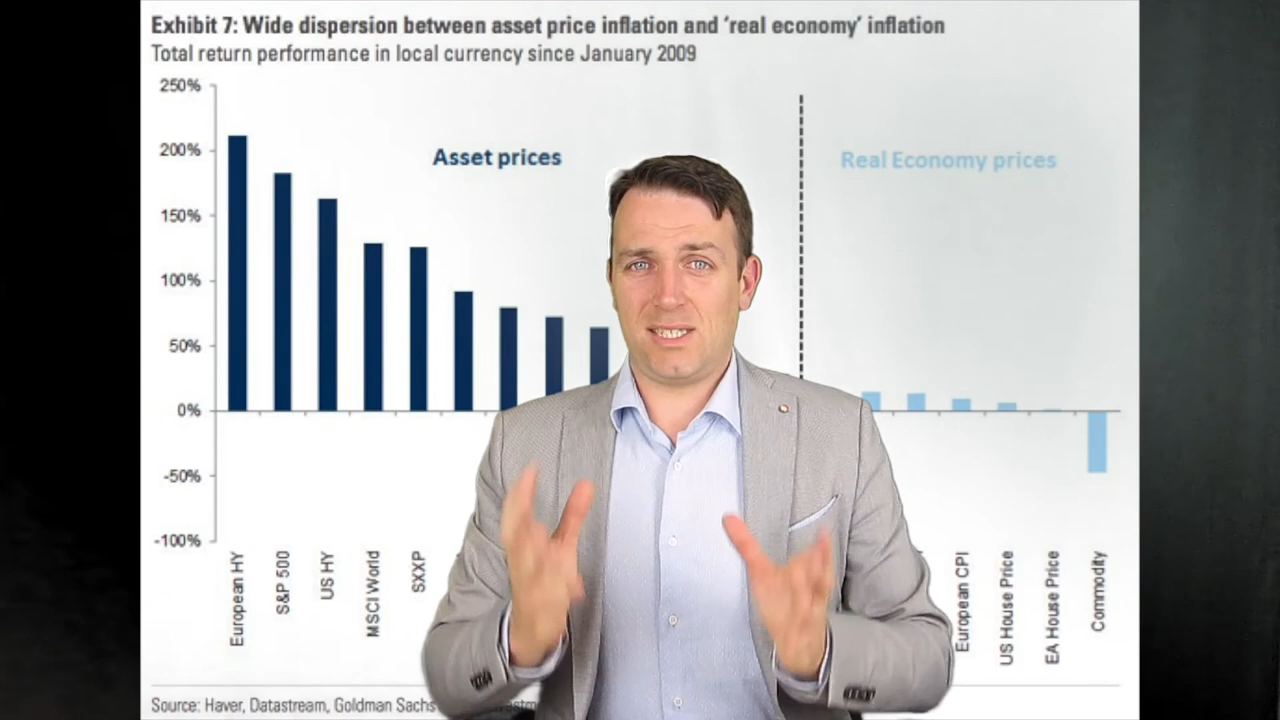 Exhibit 7: Wide dispersion between asset price inflation and ‘real economy’ inflation
Total return performance in local currency since January 2009
250%
200%
150%
100%
50%
0%
-50%
-100%
Asset prices
Real Economy prices
European HY
S&P 500
US HY
MSCI World
SXXP
European CPI
US House Price
EA House Price
Commodity
Source: Haver, Datastream, Goldman Sachs